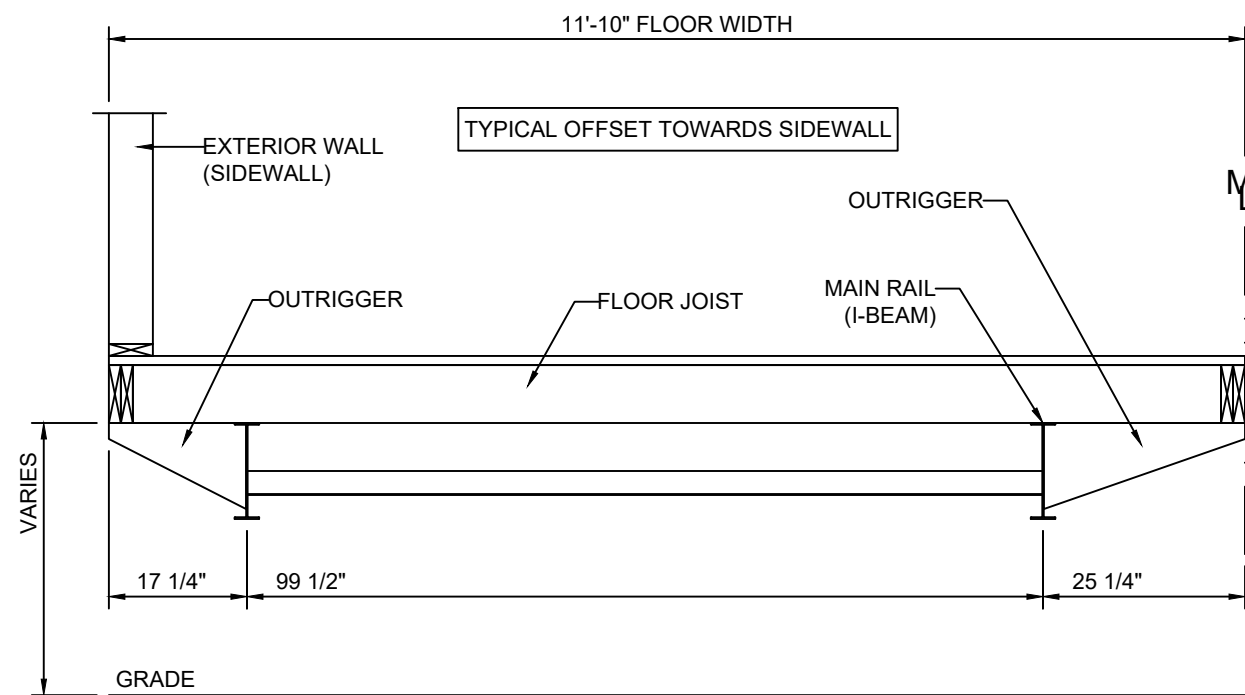 11'-10" FLOOR WIDTH
TYPICAL OFFSET TOWARDS SIDEWALL
EXTERIOR WALL
(SIDEWALL)
OUTRIGGER
OUTRIGGER
FLOOR JOIST
MAIN RAIL
(I-BEAM)
VARIES
17 1/4"
99 1/2"
25 1/4"
GRADE